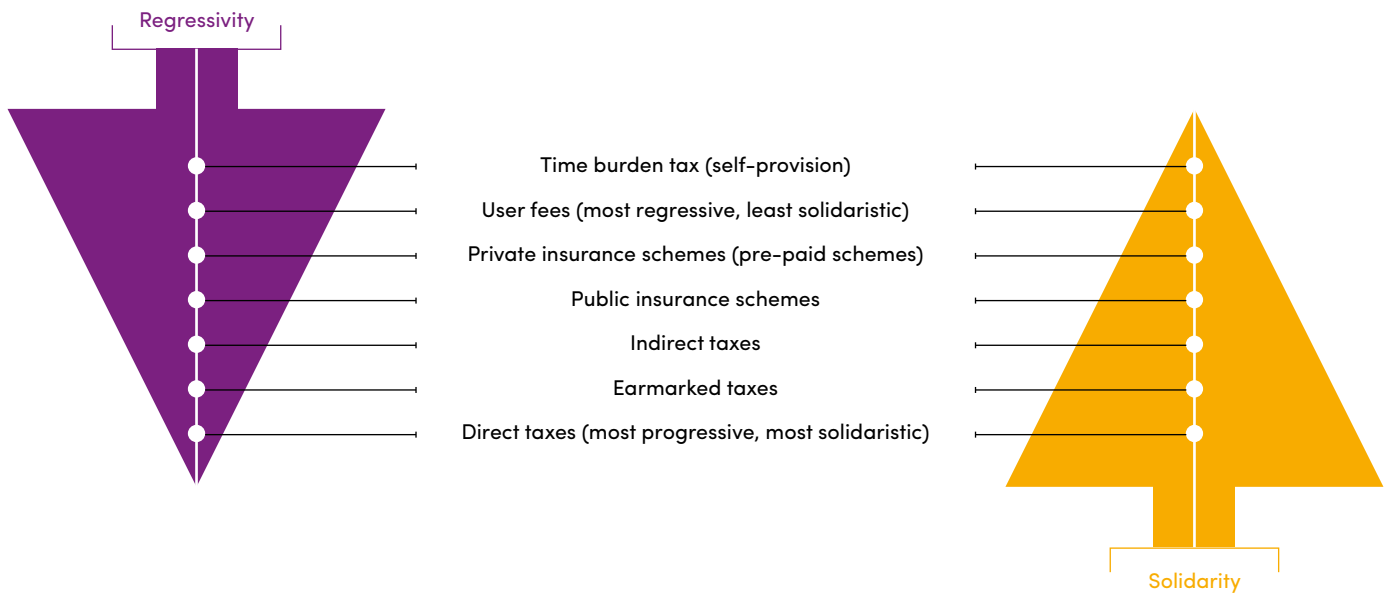 Regressivity
Time burden tax (self-provision)
User fees (most regressive, least solidaristic)
Private insurance schemes (pre-paid schemes)
Public insurance schemes
Indirect taxes
Earmarked taxes
Direct taxes (most progressive, most solidaristic)
Solidarity